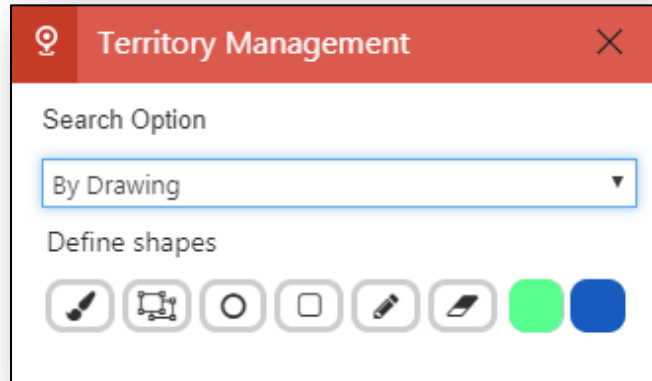 Territory Management
Search Option
By Drawing
Define shapes